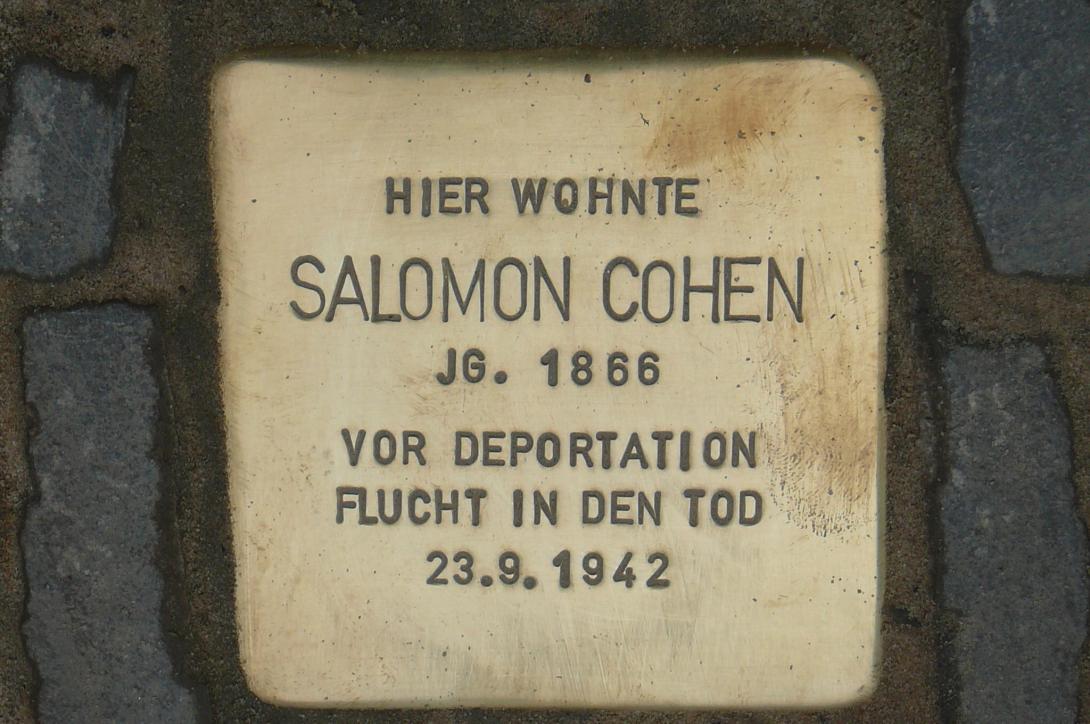 HIER WOHNTE
SALOMON COHEN
JG. 1866
VOR DEPORTATION
FLUCHT IN DEN TOD
23.9.1942